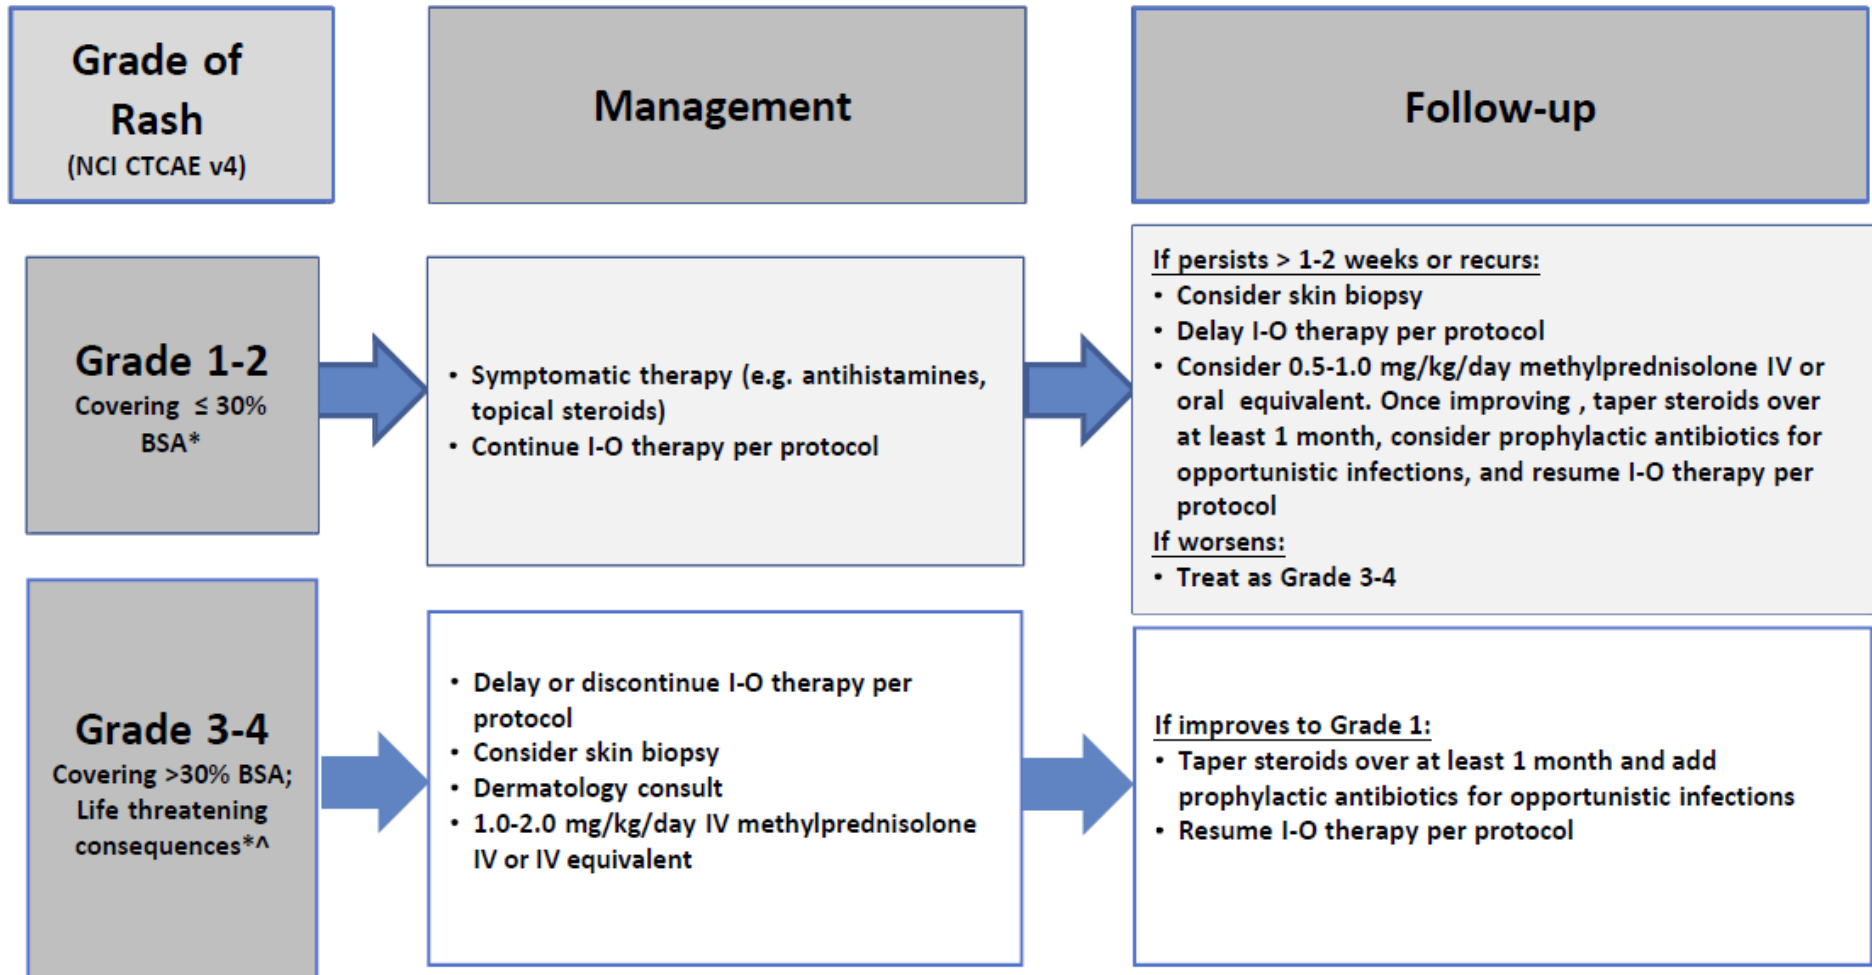 Grade of
Rash
(NCI CTCAE v4)
Management
Follow-up
Grade 1-2
Covering ≤ 30%
BSA*
• Symptomatic therapy (e.g. antihistamines,
topical steroids)
• Continue I-O therapy per protocol
If persists > 1-2 weeks or recurs:
• Consider skin biopsy
• Delay I-O therapy per protocol
• Consider 0.5-1.0 mg/kg/day methylprednisolone IV or
oral equivalent. Once improving , taper steroids over
at least 1 month, consider prophylactic antibiotics for
opportunistic infections, and resume I-O therapy per
protocol
If worsens:
• Treat as Grade 3-4
Grade 3-4
Covering >30% BSA;
Life threatening
consequences*^
• Delay or discontinue I-O therapy per
protocol
• Consider skin biopsy
• Dermatology consult
• 1.0-2.0 mg/kg/day IV methylprednisolone
IV or IV equivalent
If improves to Grade 1:
• Taper steroids over at least 1 month and add
prophylactic antibiotics for opportunistic infections
• Resume I-O therapy per protocol